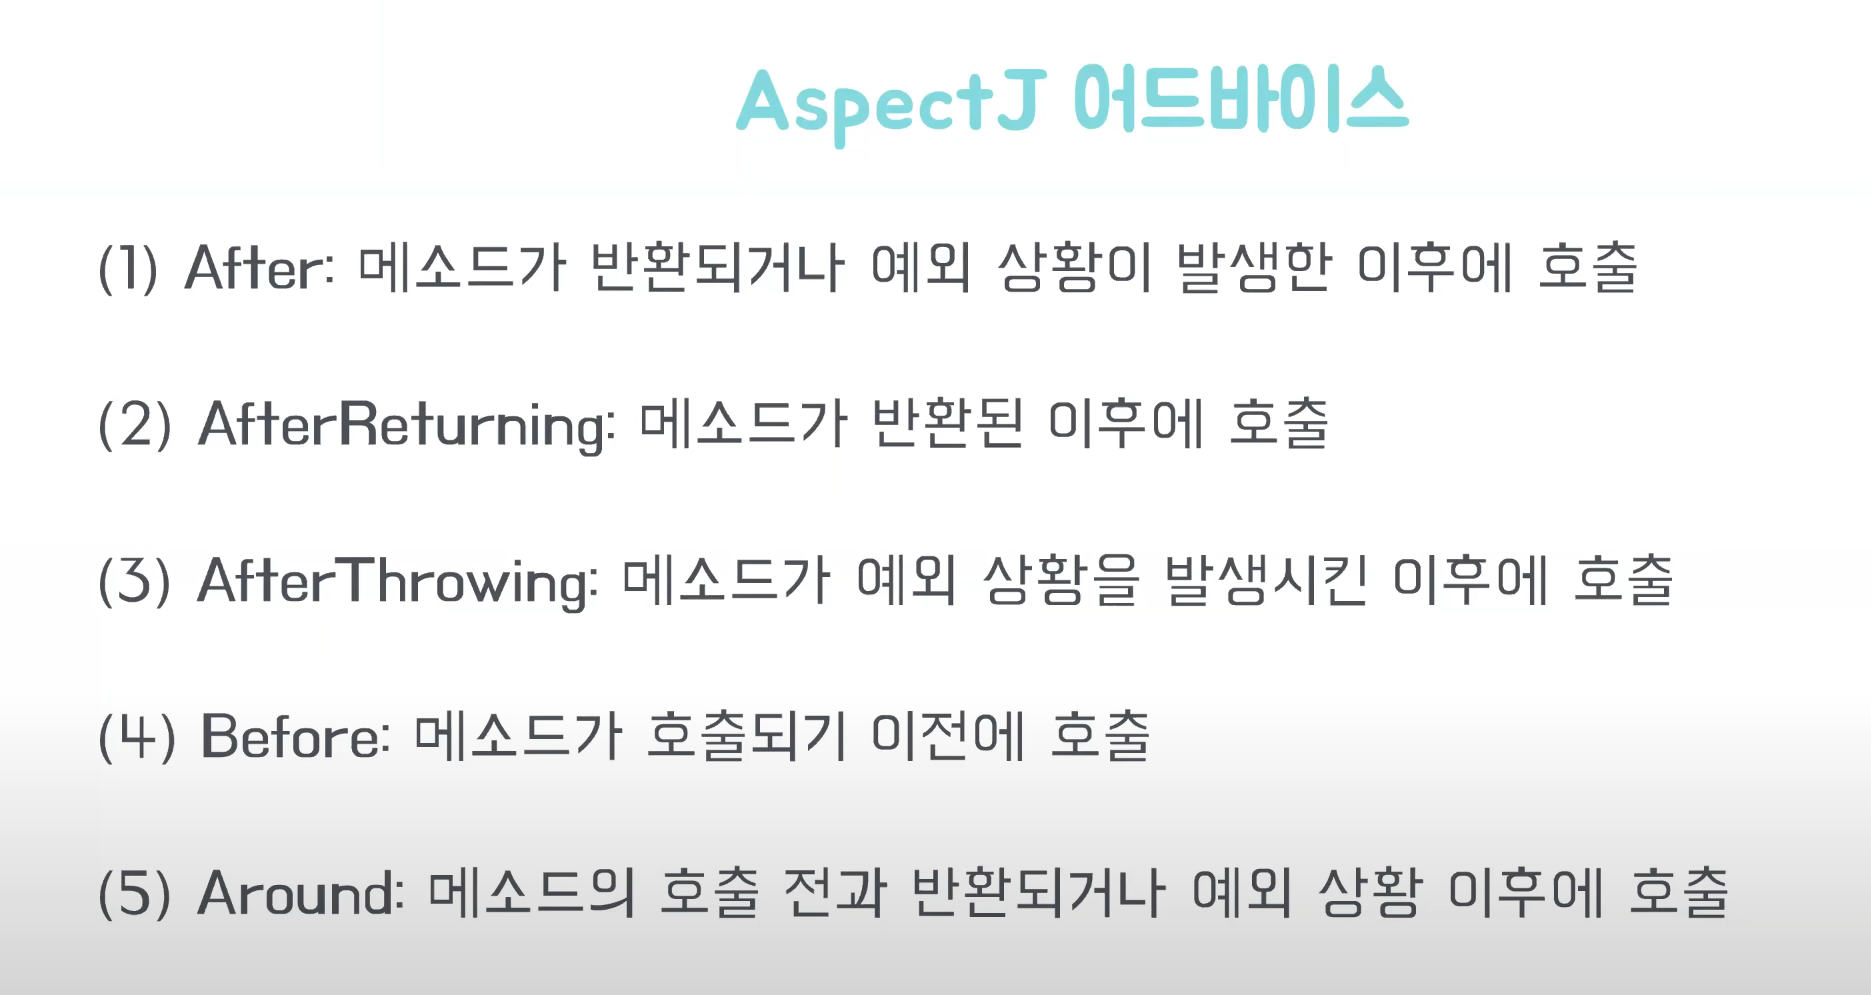 AspectJ 어드바이스
(1) After: 메소드가 반환되거나 예외 상황이 발생한 이후에 호출
(2) AfterReturning: 메소드가 반환된 이후에 호출
(3) AfterThrowing: 메소드가 예외 상황을 발생시킨 이후에 호출
(4) Before: 메소드가 호출되기 이전에 호출
(5) Around: 메소드의 호출 전과 반환되거나 예외 상황 이후에 호출